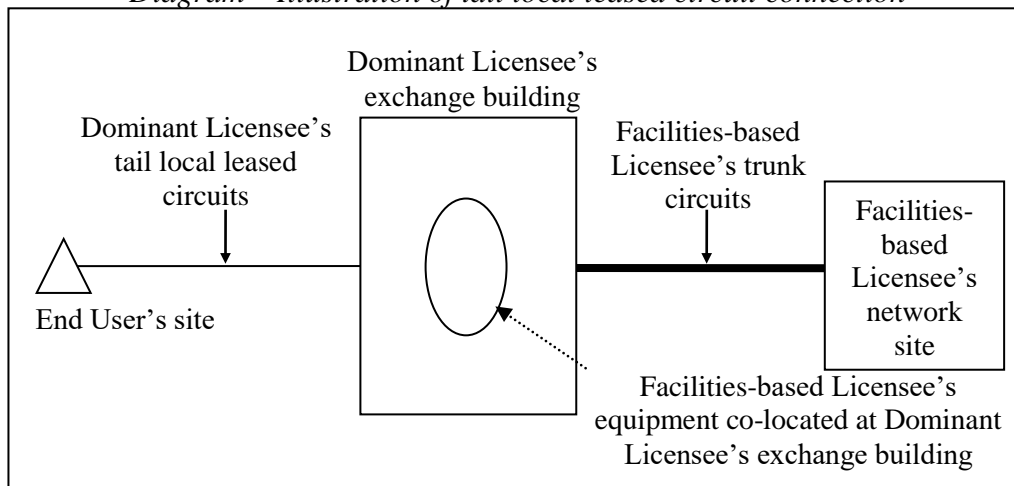 Diagram - Illustration of tail local leased circuit connection
Dominant Licensee's
exchange building
Dominant Licensee's
tail local leased
circuits
Facilities-based
Licensee's trunk
circuits
Facilities-
based
Licensee's
network
site
End User's site
Facilities-based Licensee's
equipment co-located at Dominant
Licensee's exchange building